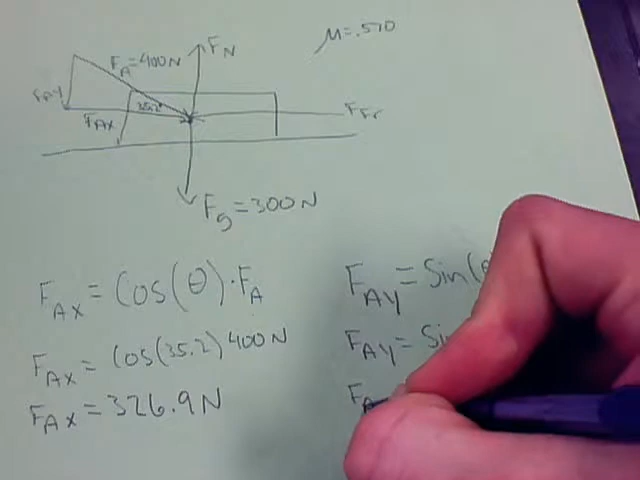 μ=.570
F_N
F_A=400N
F_AY
35.2°
F_AX
F_Fr
F_g=300N
F_AX = Cos(θ)·F_A
F_AX = Cos(35.2)400N
F_AX = 326.9N
F_AY = Sin(
F_AY = Si
F_A